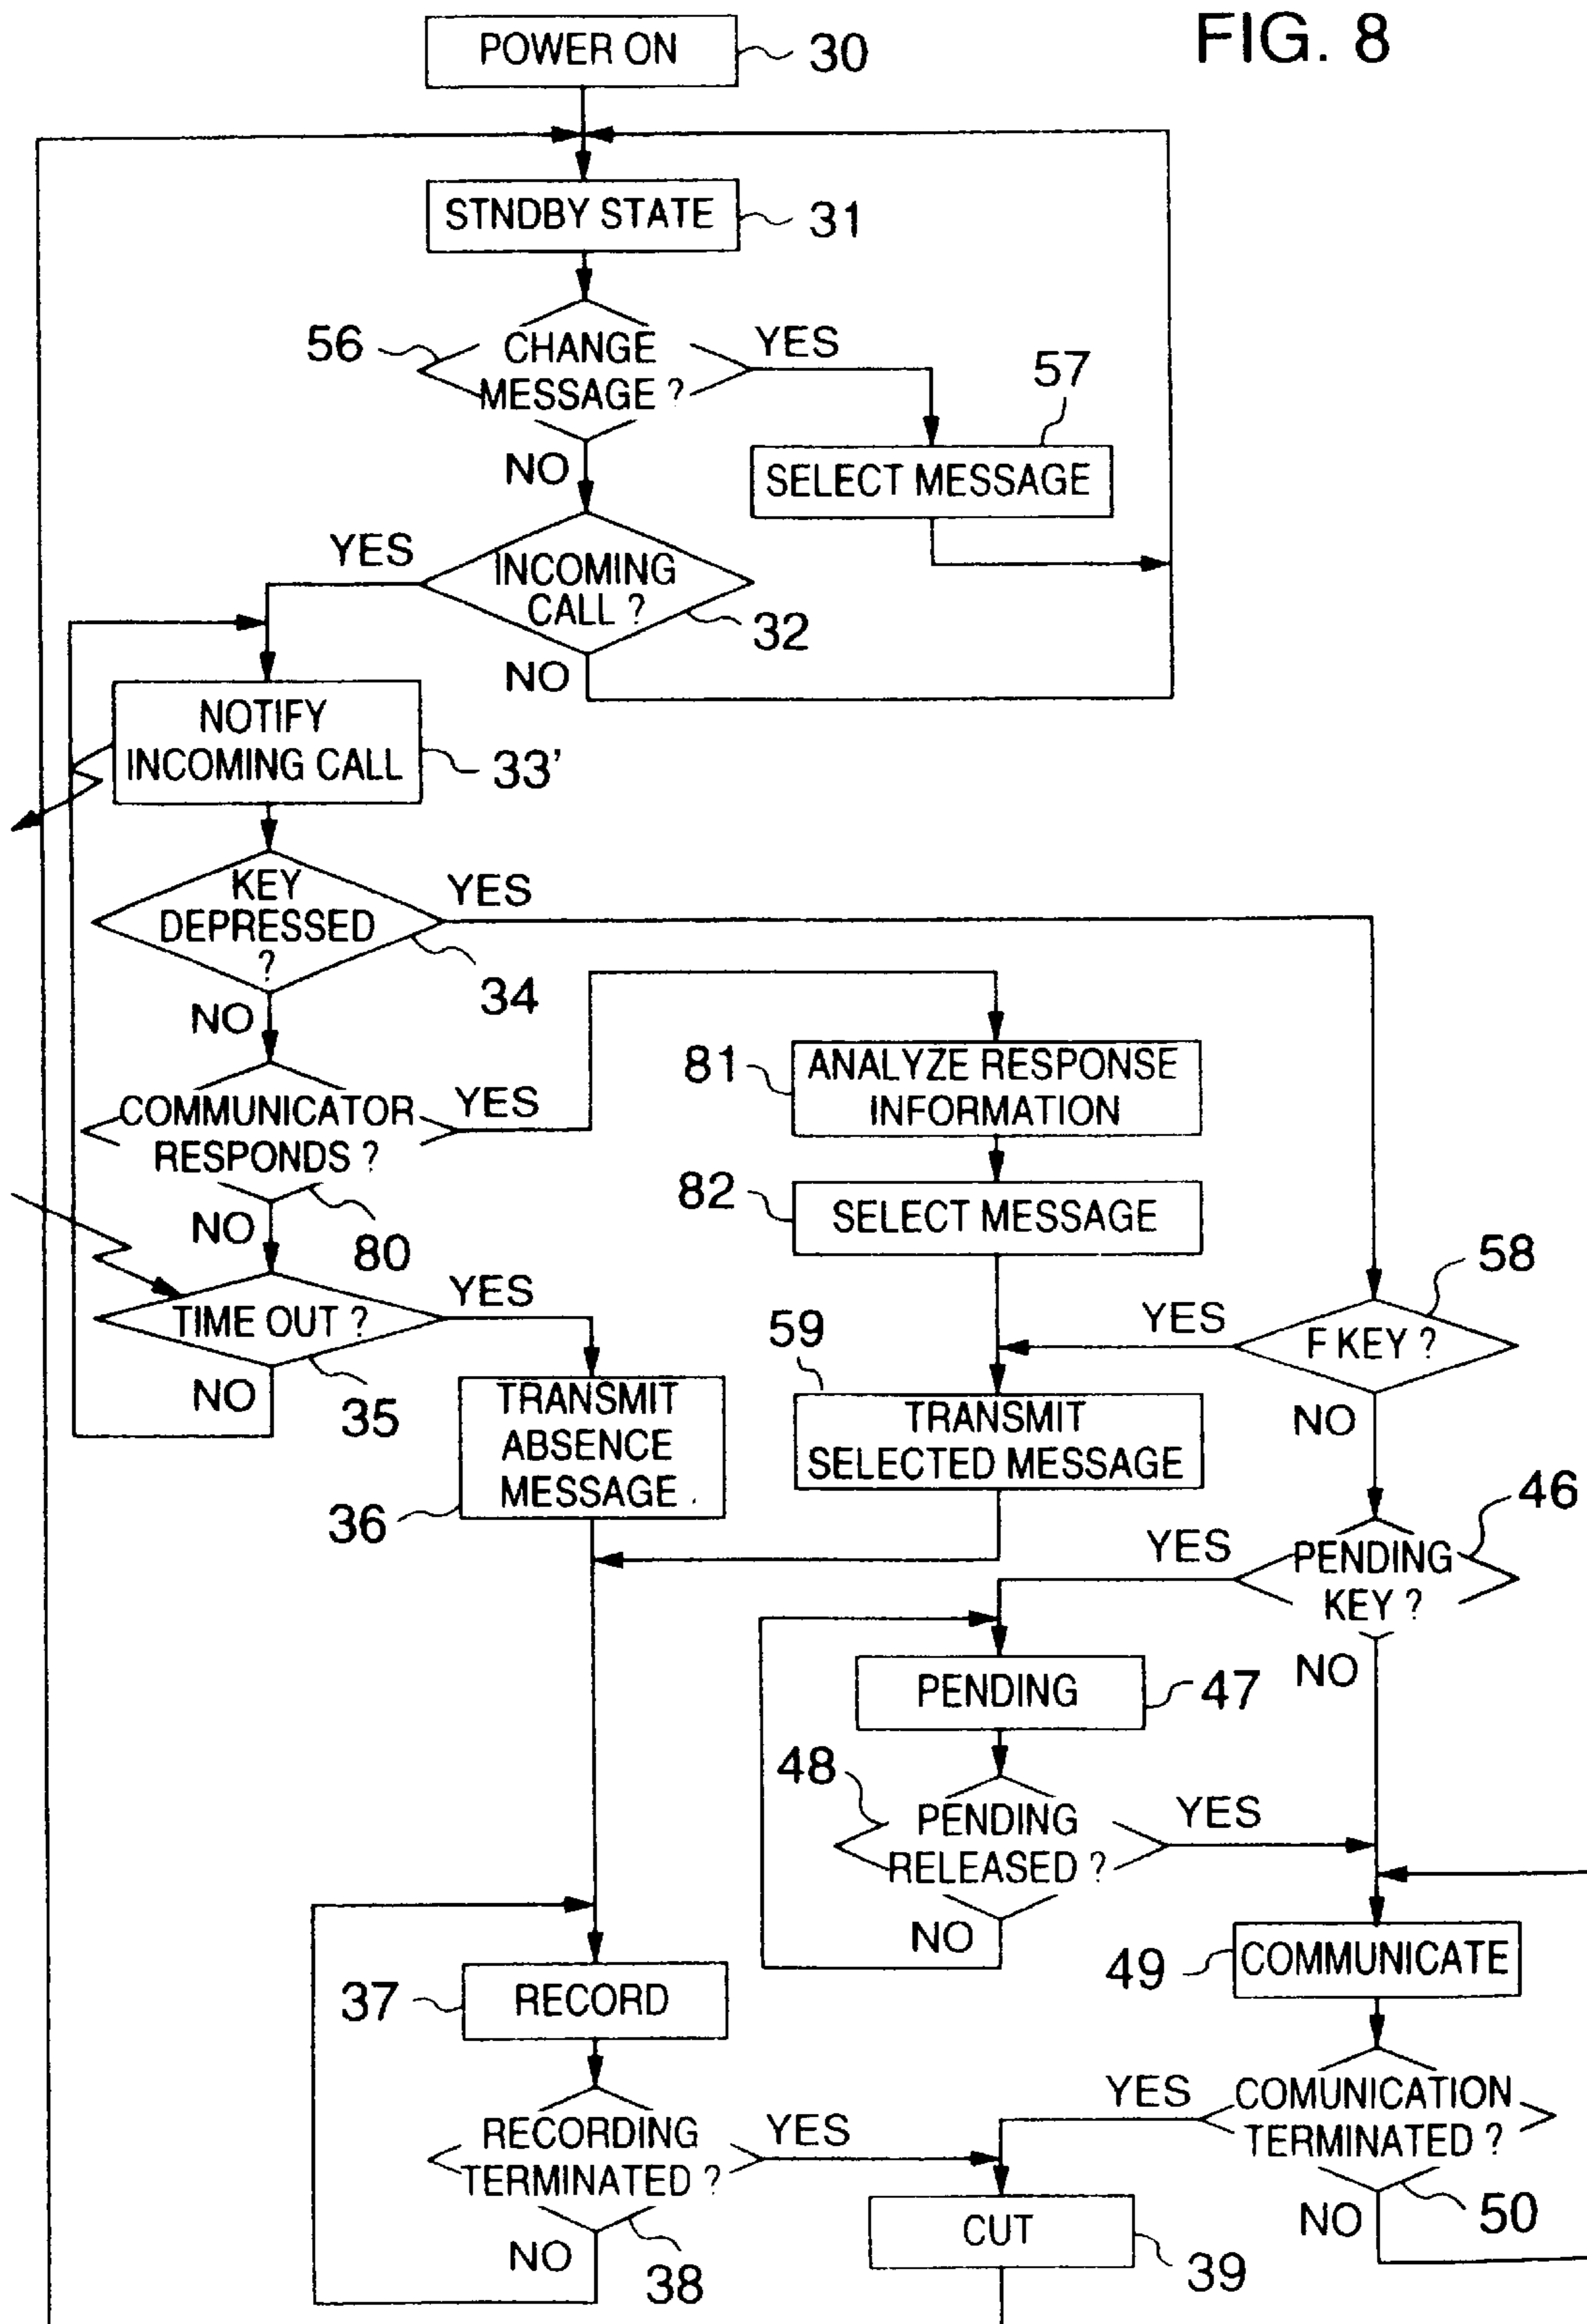 FIG. 8
POWER ON
30
STNDBY STATE
31
56
CHANGE
MESSAGE ?
YES
NO
57
SELECT MESSAGE
YES
INCOMING
CALL ?
32
NO
NOTIFY
INCOMING CALL
33'
KEY
DEPRESSED
?
YES
34
NO
81
ANALYZE RESPONSE
INFORMATION
COMMUNICATOR
RESPONDS ?
YES
82
SELECT MESSAGE
NO
80
58
TIME OUT ?
YES
59
YES
F KEY ?
NO
35
NO
TRANSMIT
ABSENCE
MESSAGE
36
TRANSMIT
SELECTED MESSAGE
46
YES
PENDING
KEY ?
NO
PENDING
47
48
PENDING
RELEASED ?
YES
NO
49
COMMUNICATE
37
RECORD
YES
COMUNICATION
TERMINATED ?
RECORDING
TERMINATED ?
YES
NO
50
NO
38
CUT
39